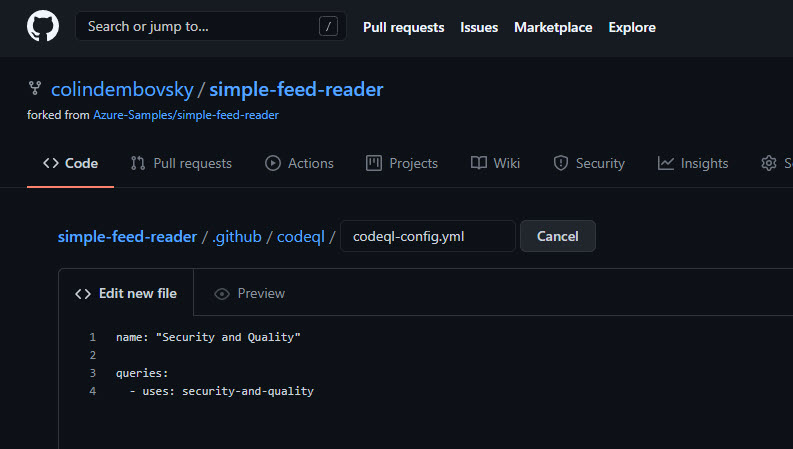 Search or jump to... /
Pull requests Issues Marketplace Explore
colindembovsky / simple-feed-reader
forked from Azure-Samples/simple-feed-reader
Code Pull requests Actions Projects Wiki Security Insights
simple-feed-reader / .github / codeql / codeql-config.yml Cancel
Edit new file Preview
1 name: "Security and Quality"
2
3 queries:
4 - uses: security-and-quality